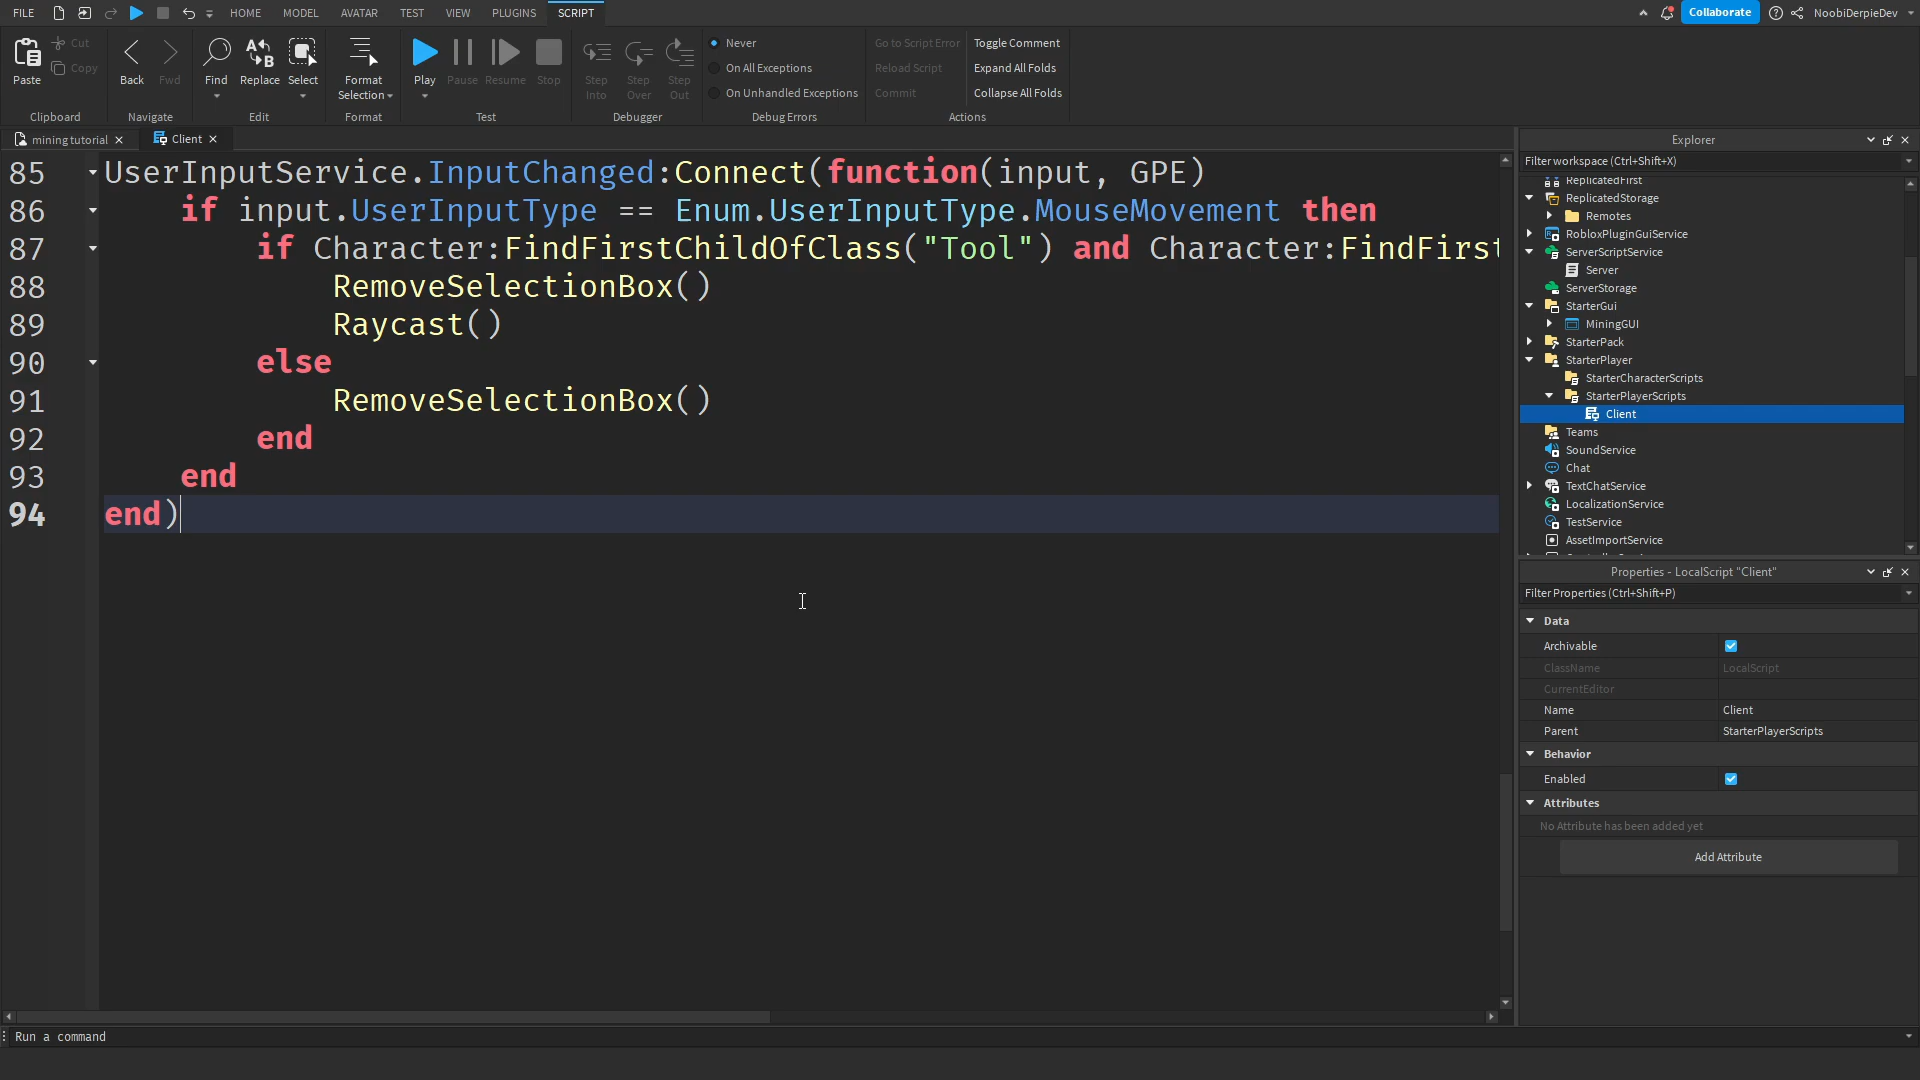 FILE HOME MODEL AVATAR TEST VIEW PLUGINS SCRIPT Collaborate NoobiDerpieDev
Paste Cut Copy
Clipboard
Back Fwd
Navigate
Find Replace Select
Edit
Format Selection
Format
Play Pause Resume Stop
Test
Step Into Step Over Step Out
Debugger
Never
On All Exceptions
On Unhandled Exceptions
Debug Errors
Go to Script Error Toggle Comment
Reload Script Expand All Folds
Commit Collapse All Folds
Actions
mining tutorial Client
85 UserInputService.InputChanged:Connect(function(input, GPE)
86 if input.UserInputType == Enum.UserInputType.MouseMovement then
87 if Character:FindFirstChildOfClass("Tool") and Character:FindFirst
88 RemoveSelectionBox()
89 Raycast()
90 else
91 RemoveSelectionBox()
92 end
93 end
94 end)
Run a command
Explorer
Filter workspace (Ctrl+Shift+X)
ReplicatedFirst
ReplicatedStorage
Remotes
RobloxPluginGuiService
ServerScriptService
Server
ServerStorage
StarterGui
MiningGUI
StarterPack
StarterPlayer
StarterCharacterScripts
StarterPlayerScripts
Client
Teams
SoundService
Chat
TextChatService
LocalizationService
TestService
AssetImportService
Properties - LocalScript "Client"
Filter Properties (Ctrl+Shift+P)
Data
Archivable
ClassName LocalScript
CurrentEditor
Name Client
Parent StarterPlayerScripts
Behavior
Enabled
Attributes
No Attribute has been added yet
Add Attribute